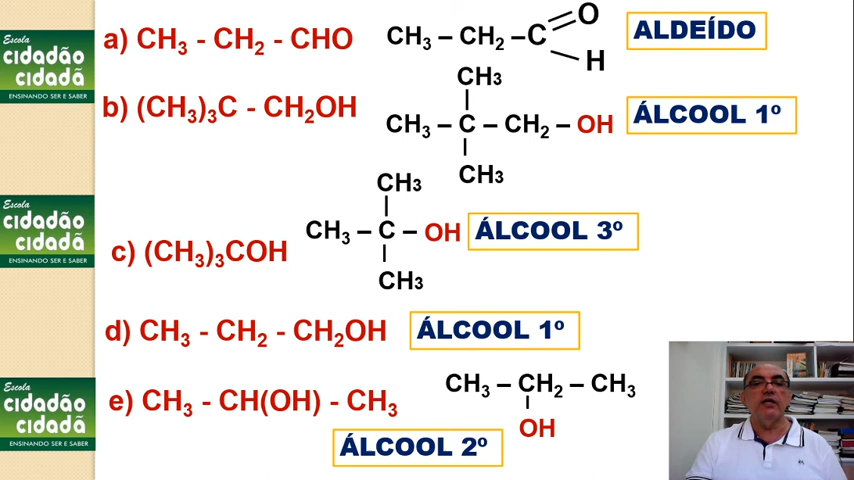 Escola
cidadão
cidadã
ENSINANDO SER E SABER
a) CH₃ - CH₂ - CHO
CH₃ – CH₂ – C
O
H
ALDEÍDO
b) (CH₃)₃C - CH₂OH
CH₃
CH₃ – C – CH₂ – OH
CH₃
ÁLCOOL 1º
Escola
cidadão
cidadã
ENSINANDO SER E SABER
c) (CH₃)₃COH
CH₃
CH₃ – C – OH
CH₃
ÁLCOOL 3º
d) CH₃ - CH₂ - CH₂OH
ÁLCOOL 1º
Escola
cidadão
cidadã
ENSINANDO SER E SABER
e) CH₃ - CH(OH) - CH₃
CH₃ – CH₂ – CH₃
OH
ÁLCOOL 2º